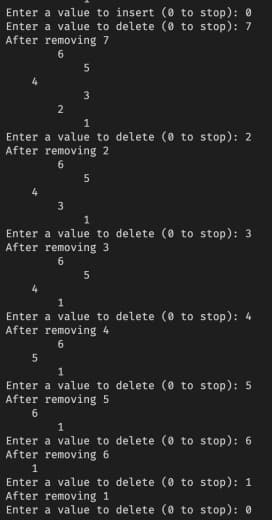 1
Enter a value to insert (0 to stop): 0
Enter a value to delete (0 to stop): 7
After removing 7
6
5
4
3
2
1
Enter a value to delete (0 to stop): 2
After removing 2
6
5
4
3
1
Enter a value to delete (0 to stop): 3
After removing 3
6
5
4
1
Enter a value to delete (0 to stop): 4
After removing 4
6
5
1
Enter a value to delete (0 to stop): 5
After removing 5
6
1
Enter a value to delete (0 to stop): 6
After removing 6
1
Enter a value to delete (0 to stop): 1
After removing 1
Enter a value to delete (0 to stop): 0